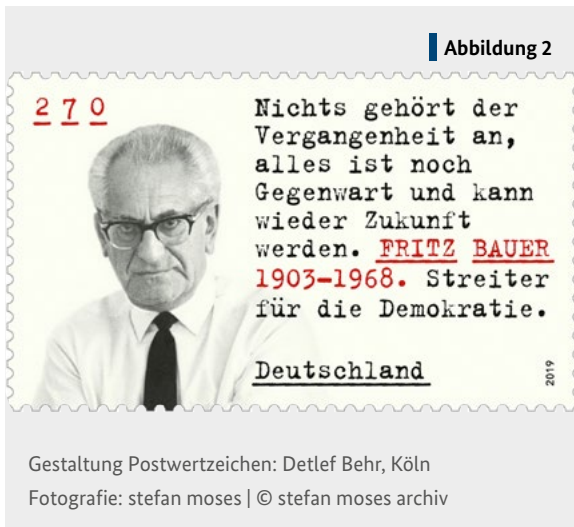 Abbildung 2
270
Nichts gehört der
Vergangenheit an,
alles ist noch
Gegenwart und kann
wieder Zukunft
werden. FRITZ BAUER
1903–1968. Streiter
für die Demokratie.
Deutschland
2019
Gestaltung Postwertzeichen: Detlef Behr, Köln
Fotografie: stefan moses | © stefan moses archiv